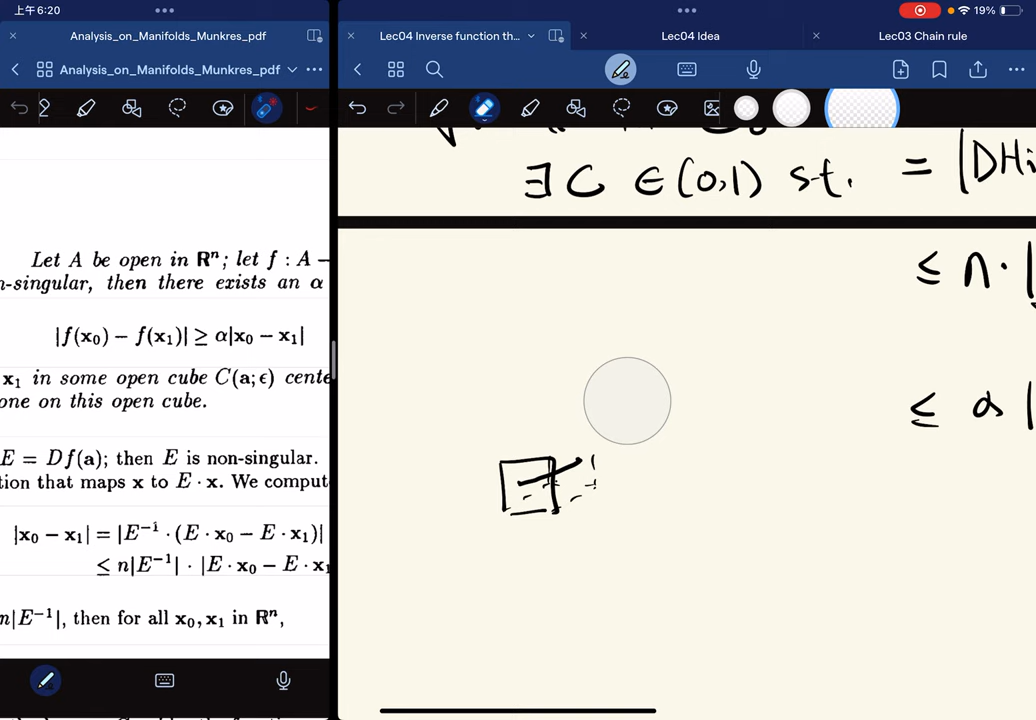 上午6:20
19%
Analysis_on_Manifolds_Munkres_pdf
Analysis_on_Manifolds_Munkres_pdf
Lec04 Inverse function th...
Lec04 Idea
Lec03 Chain rule
Let A be open in Rⁿ; let f : A –
n-singular, then there exists an α
|f(x₀) − f(x₁)| ≥ α|x₀ − x₁|
x₁ in some open cube C(a; ϵ) cente
one on this open cube.
E = Df(a); then E is non-singular.
tion that maps x to E · x. We comput
|x₀ − x₁| = |E⁻¹ · (E · x₀ − E · x₁)|
≤ n|E⁻¹| · |E · x₀ − E · x₁
n|E⁻¹|, then for all x₀, x₁ in Rⁿ,
∃ C ∈ (0,1) s.t. = |DHi
≤ n · |
≤ α |